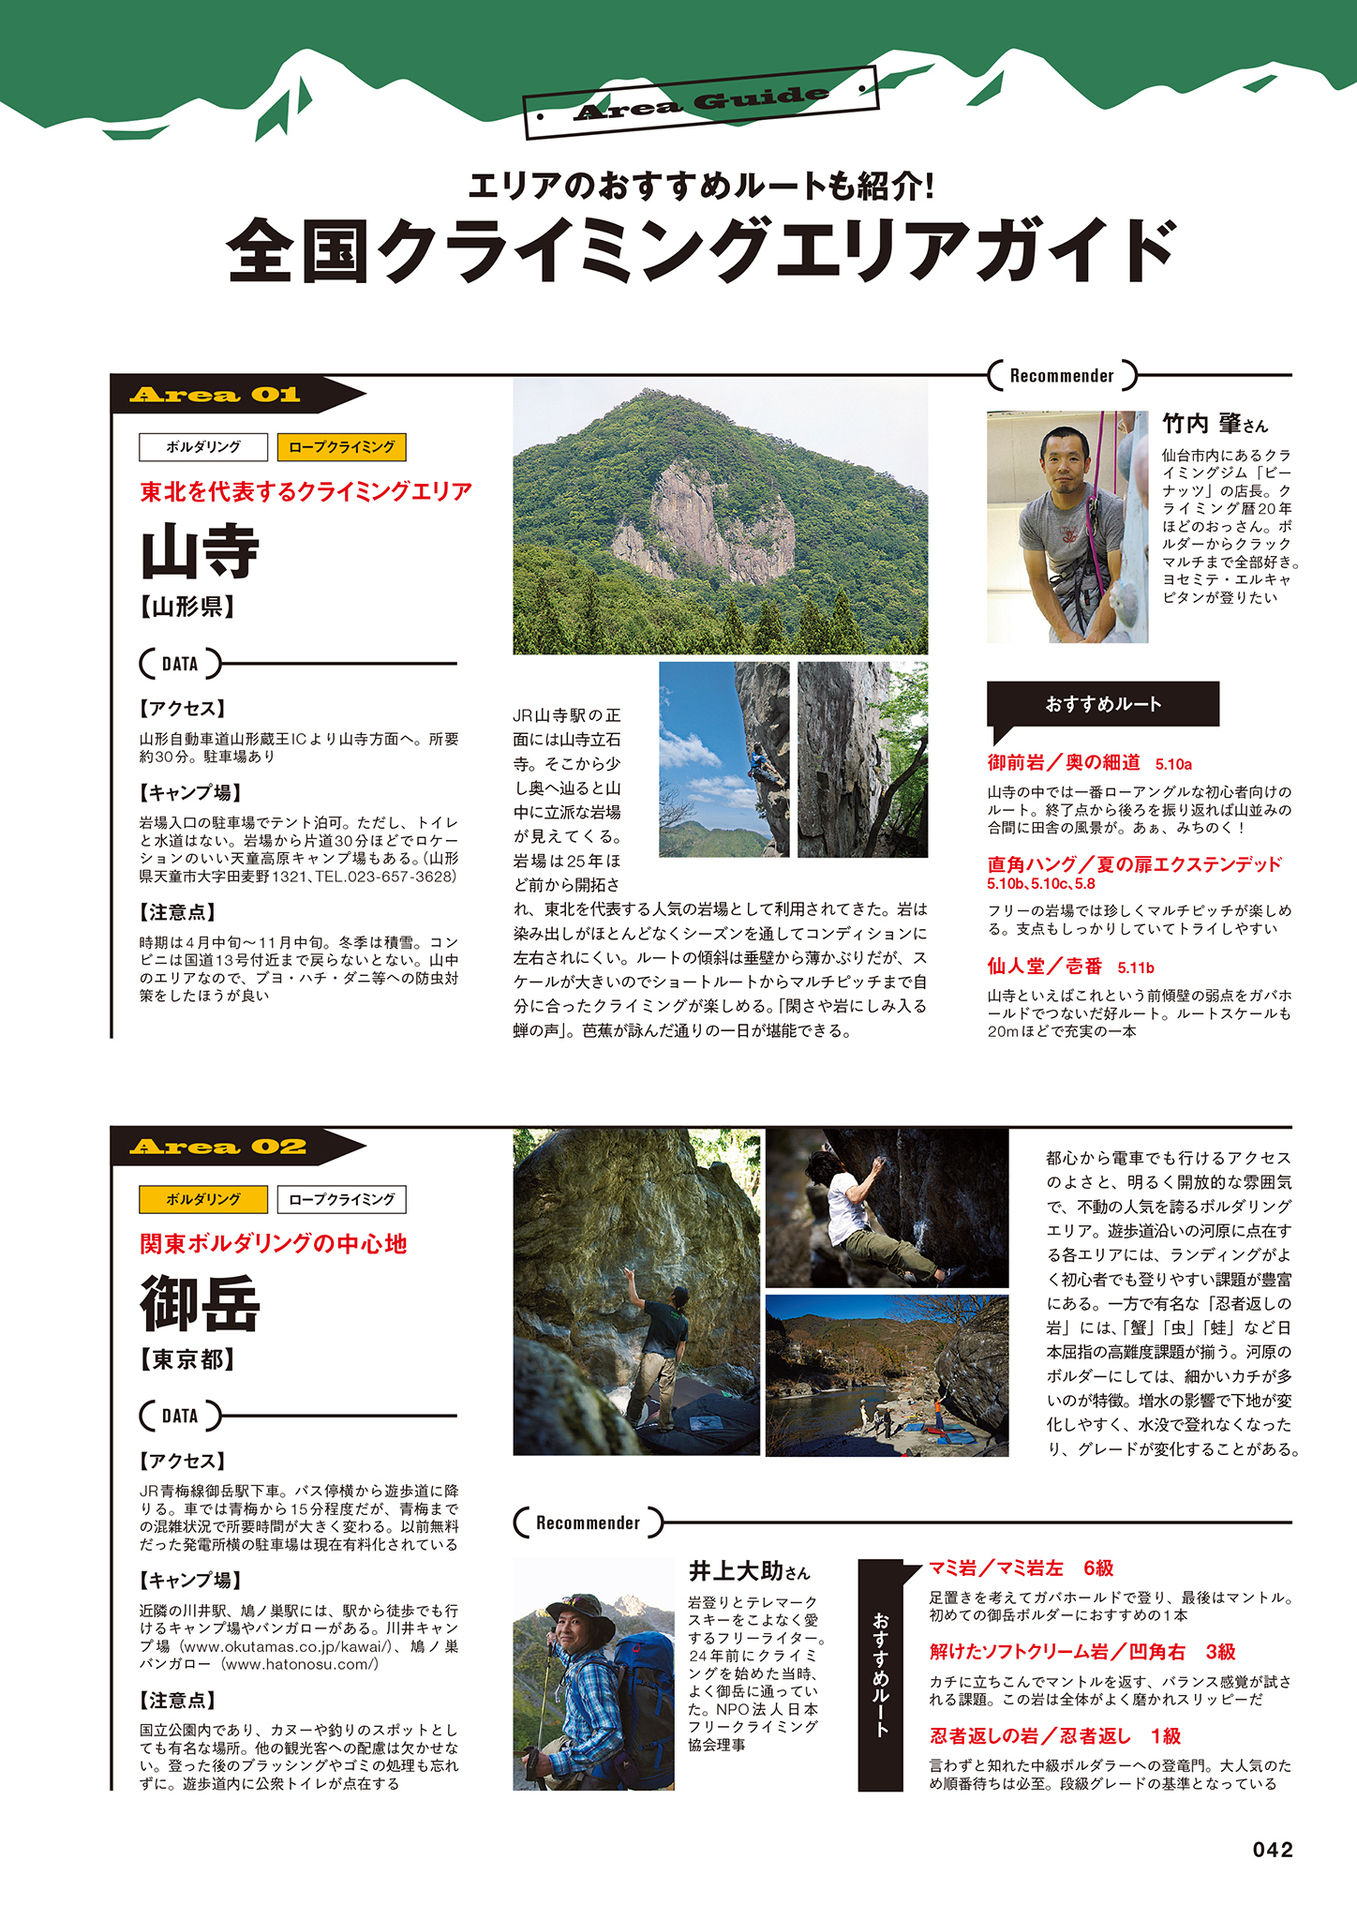 Area Guide
エリアのおすすめルートも紹介!
全国クライミングエリアガイド
Area 01
ボルダリング
ロープクライミング
東北を代表するクライミングエリア
山寺
【山形県】
DATA
【アクセス】
山形自動車道山形蔵王ICより山寺方面へ。所要
約30分。駐車場あり
【キャンプ場】
岩場入口の駐車場でテント泊可。ただし、トイレ
と水道はない。岩場から片道30分ほどでロケー
ションのいい天童高原キャンプ場もある。（山形
県天童市大字田麦野1321、TEL.023-657-3628）
【注意点】
時期は4月中旬〜11月中旬。冬季は積雪。コン
ビニは国道13号付近まで戻らないとない。山中
のエリアなので、ブヨ・ハチ・ダニ等への防虫対
策をしたほうが良い
JR山寺駅の正
面には山寺立石
寺。そこから少
し奥へ辿ると山
中に立派な岩場
が見えてくる。
岩場は25年ほ
ど前から開拓さ
れ、東北を代表する人気の岩場として利用されてきた。岩は
染み出しがほとんどなくシーズンを通してコンディションに
左右されにくい。ルートの傾斜は垂壁から薄かぶりだが、ス
ケールが大きいのでショートルートからマルチピッチまで自
分に合ったクライミングが楽しめる。「閑さや岩にしみ入る
蝉の声」。芭蕉が詠んだ通りの一日が堪能できる。
Recommender
竹内 肇さん
仙台市内にあるクラ
イミングジム「ピー
ナッツ」の店長。ク
ライミング暦20年
ほどのおっさん。ボ
ルダーからクラック
マルチまで全部好き。
ヨセミテ・エルキャ
ピタンが登りたい
おすすめルート
御前岩／奥の細道 5.10a
山寺の中では一番ローアングルな初心者向けの
ルート。終了点から後ろを振り返れば山並みの
合間に田舎の風景が。あぁ、みちのく！
直角ハング／夏の扉エクステンデッド
5.10b、5.10c、5.8
フリーの岩場では珍しくマルチピッチが楽しめ
る。支点もしっかりしていてトライしやすい
仙人堂／壱番 5.11b
山寺といえばこれという前傾壁の弱点をガバホ
ールドでつないだ好ルート。ルートスケールも
20mほどで充実の一本
Area 02
ボルダリング
ロープクライミング
関東ボルダリングの中心地
御岳
【東京都】
DATA
【アクセス】
JR青梅線御岳駅下車。バス停横から遊歩道に降
りる。車では青梅から15分程度だが、青梅まで
の混雑状況で所要時間が大きく変わる。以前無料
だった発電所横の駐車場は現在有料化されている
【キャンプ場】
近隣の川井駅、鳩ノ巣駅には、駅から徒歩でも行
けるキャンプ場やバンガローがある。川井キャン
プ場（www.okutamas.co.jp/kawai/）、鳩ノ巣
バンガロー（www.hatonosu.com/）
【注意点】
国立公園内であり、カヌーや釣りのスポットとし
ても有名な場所。他の観光客への配慮は欠かせな
い。登った後のブラッシングやゴミの処理も忘れ
ずに。遊歩道内に公衆トイレが点在する
都心から電車でも行けるアクセス
のよさと、明るく開放的な雰囲気
で、不動の人気を誇るボルダリング
エリア。遊歩道沿いの河原に点在す
る各エリアには、ランディングがよ
く初心者でも登りやすい課題が豊富
にある。一方で有名な「忍者返しの
岩」には、「蟹」「虫」「蛙」など日
本屈指の高難度課題が揃う。河原の
ボルダーにしては、細かいカチが多
いのが特徴。増水の影響で下地が変
化しやすく、水没で登れなくなった
り、グレードが変化することがある。
Recommender
井上大助さん
岩登りとテレマーク
スキーをこよなく愛
するフリーライター。
24年前にクライミ
ングを始めた当時、
よく御岳に通ってい
た。NPO法人日本
フリークライミング
協会理事
おすすめルート
マミ岩／マミ岩左 6級
足置きを考えてガバホールドで登り、最後はマントル。
初めての御岳ボルダーにおすすめの1本
解けたソフトクリーム岩／凹角右 3級
カチに立ちこんでマントルを返す、バランス感覚が試さ
れる課題。この岩は全体がよく磨かれスリッピーだ
忍者返しの岩／忍者返し 1級
言わずと知れた中級ボルダラーへの登竜門。大人気のた
め順番待ちは必至。段級グレードの基準となっている
042